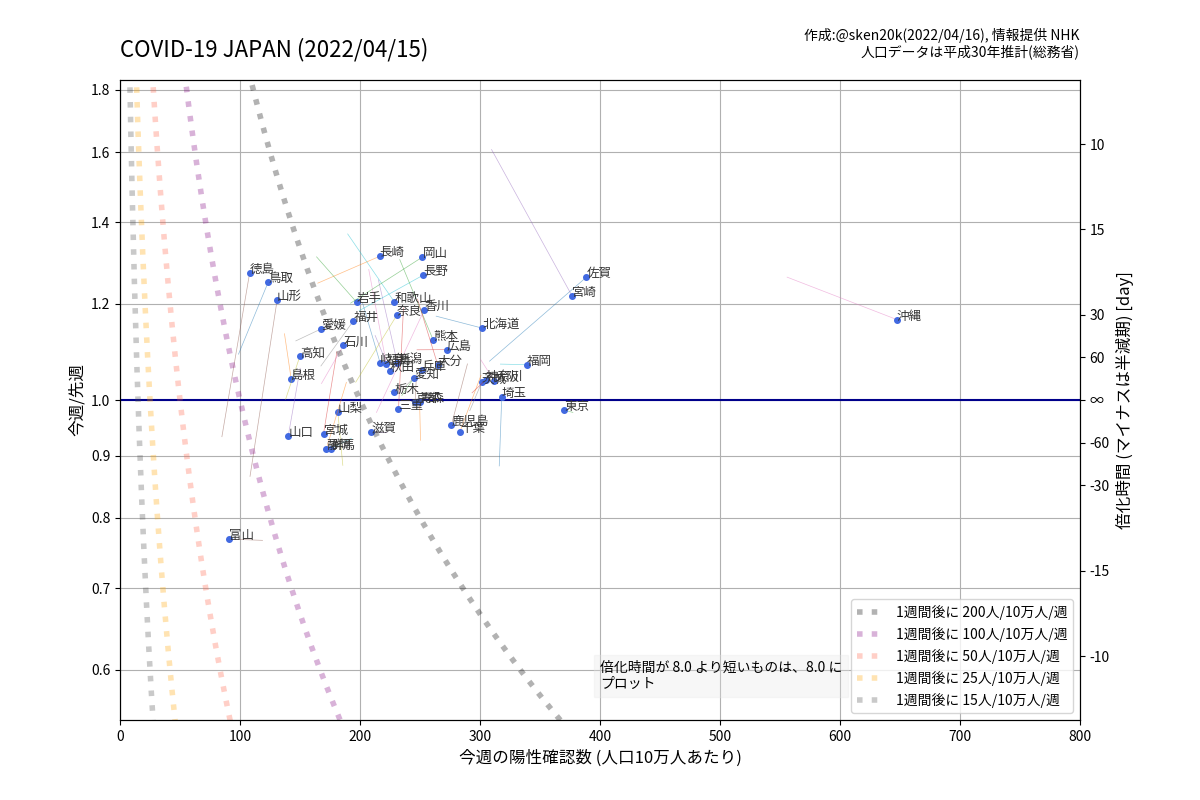 COVID-19 JAPAN (2022/04/15)
作成:@sken20k(2022/04/16), 情報提供 NHK
人口データは平成30年推計(総務省)
1.8
1.6
1.4
1.2
1.0
0.9
0.8
0.7
0.6
今週/先週
10
15
30
60
∞
-60
-30
-15
-10
倍化時間 (マイナスは半減期) [day]
長崎
岡山
徳島
鳥取
長野
佐賀
山形
宮崎
岩手
和歌山
奈良
香川
福井
沖縄
愛媛
北海道
石川
熊本
広島
高知
大分
福岡
兵庫
島根
愛知
栃木
埼玉
山梨
三重
東京
鹿児島
千葉
山口
宮城
滋賀
群馬
富山
倍化時間が 8.0 より短いものは、8.0 に
プロット
1週間後に 200人/10万人/週
1週間後に 100人/10万人/週
1週間後に 50人/10万人/週
1週間後に 25人/10万人/週
1週間後に 15人/10万人/週
0 100 200 300 400 500 600 700 800
今週の陽性確認数 (人口10万人あたり)